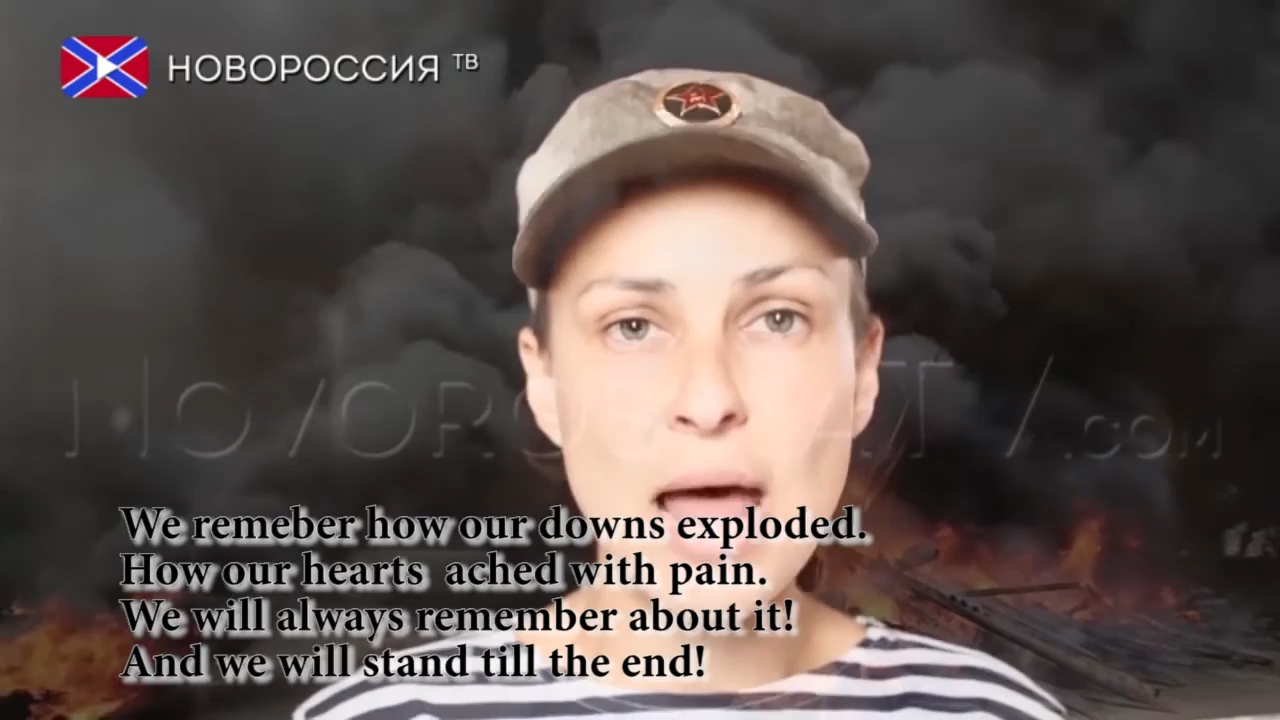 НОВОРОССИЯ ТВ
We remeber how our downs exploded.
How our hearts ached with pain.
We will always remember about it!
And we will stand till the end!